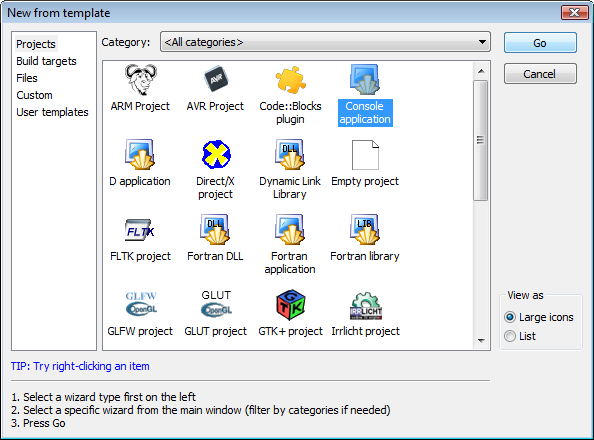 New from template
Projects
Build targets
Files
Custom
User templates
Category:
<All categories>
Go
Cancel
ARM Project
AVR
AVR Project
Code::Blocks
plugin
Console
application
D application
Direct/X
project
DLL
Dynamic Link
Library
Empty project
FLTK
FLTK project
DLL
Fortran DLL
Fortran
application
LIB
Fortran library
GLFW
OpenGL
GLFW project
GLUT
OpenGL
GLUT project
GTK
GTK+ project
IRRLICHT
Irrlicht project
View as
Large icons
List
TIP: Try right-clicking an item
1. Select a wizard type first on the left
2. Select a specific wizard from the main window (filter by categories if needed)
3. Press Go